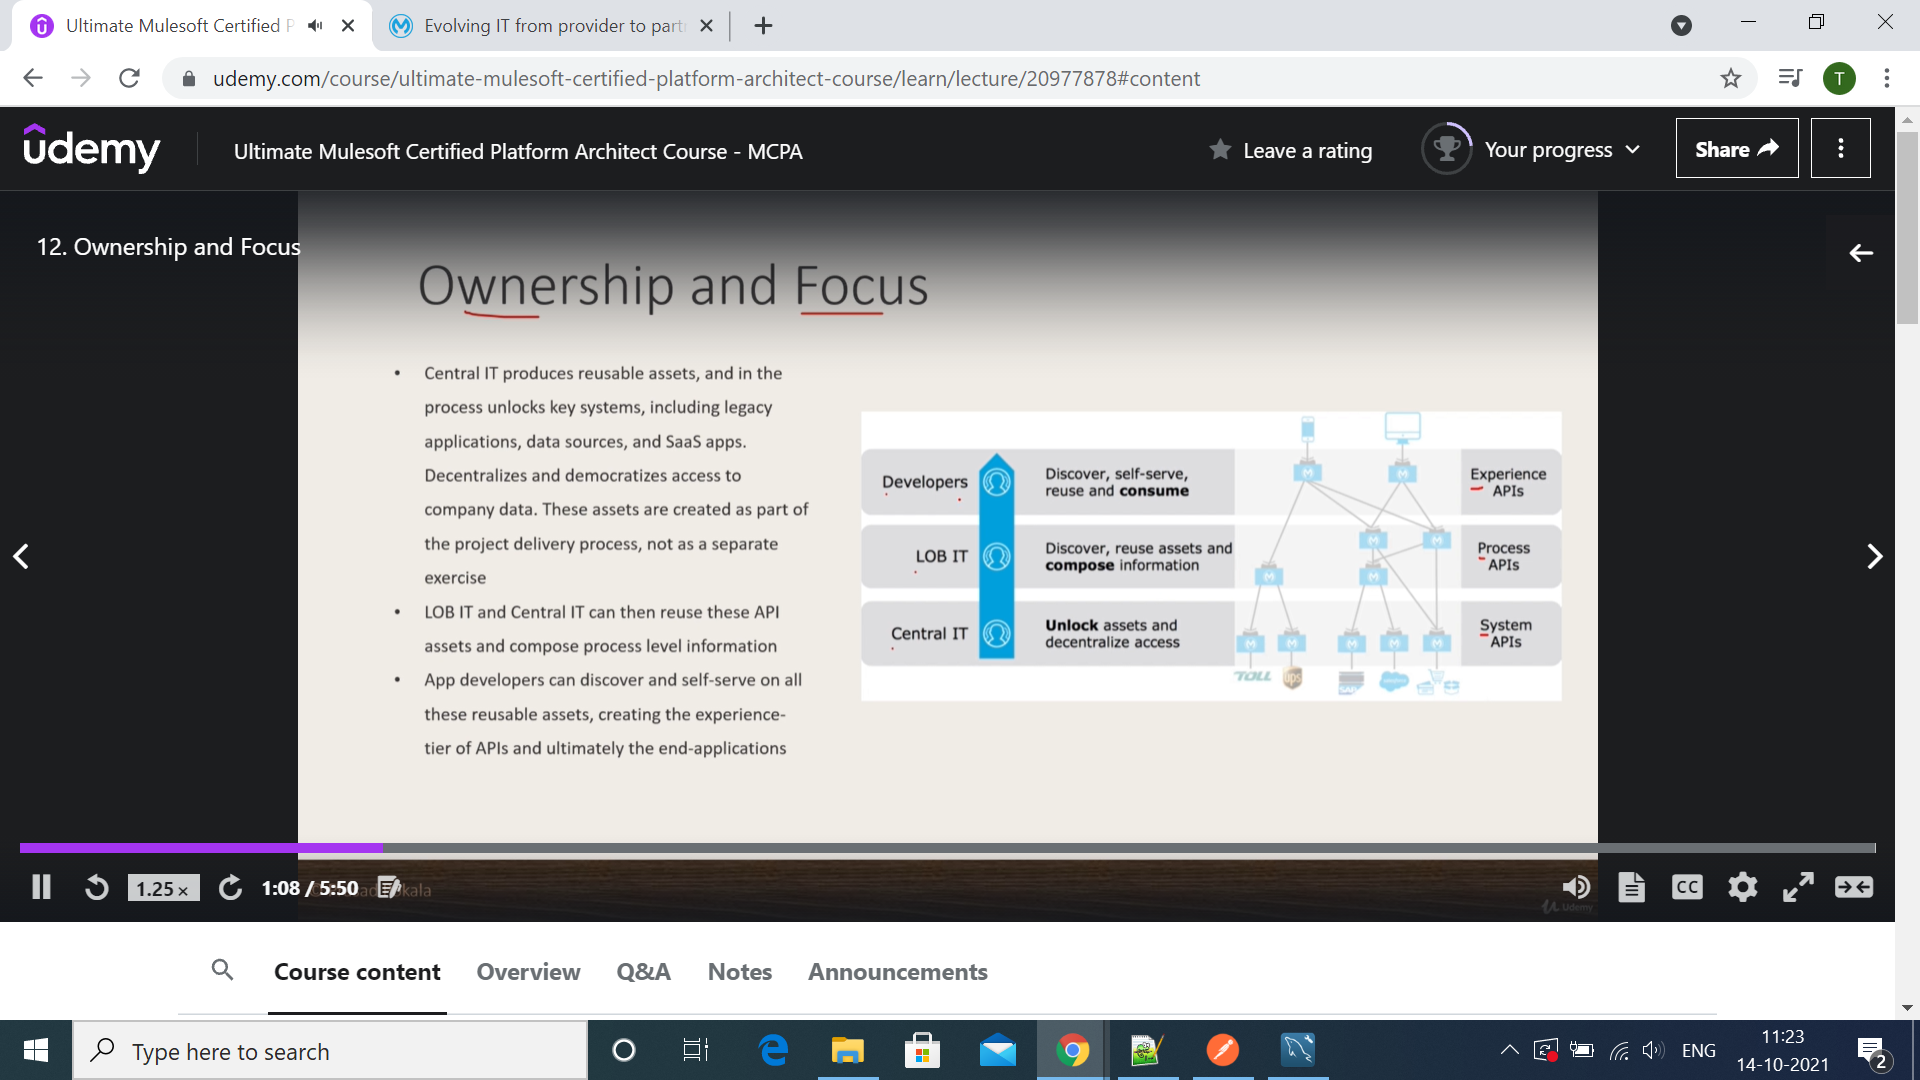 Ultimate Mulesoft Certified P
Evolving IT from provider to part
udemy.com/course/ultimate-mulesoft-certified-platform-architect-course/learn/lecture/20977878#content
T
udemy
Ultimate Mulesoft Certified Platform Architect Course - MCPA
Leave a rating
Your progress
Share
12. Ownership and Focus
Ownership and Focus
• Central IT produces reusable assets, and in the
process unlocks key systems, including legacy
applications, data sources, and SaaS apps.
Decentralizes and democratizes access to
company data. These assets are created as part of
the project delivery process, not as a separate
exercise
• LOB IT and Central IT can then reuse these API
assets and compose process level information
• App developers can discover and self-serve on all
these reusable assets, creating the experience-
tier of APIs and ultimately the end-applications
Developers
Discover, self-serve,
reuse and consume
Experience
APIs
LOB IT
Discover, reuse assets and
compose information
Process
APIs
Central IT
Unlock assets and
decentralize access
System
APIs
TOLL
ups
SAP
salesforce
1.25×
1:08 / 5:50
kala
CC
Udemy
Course content
Overview
Q&A
Notes
Announcements
Type here to search
ENG
11:23
14-10-2021
2